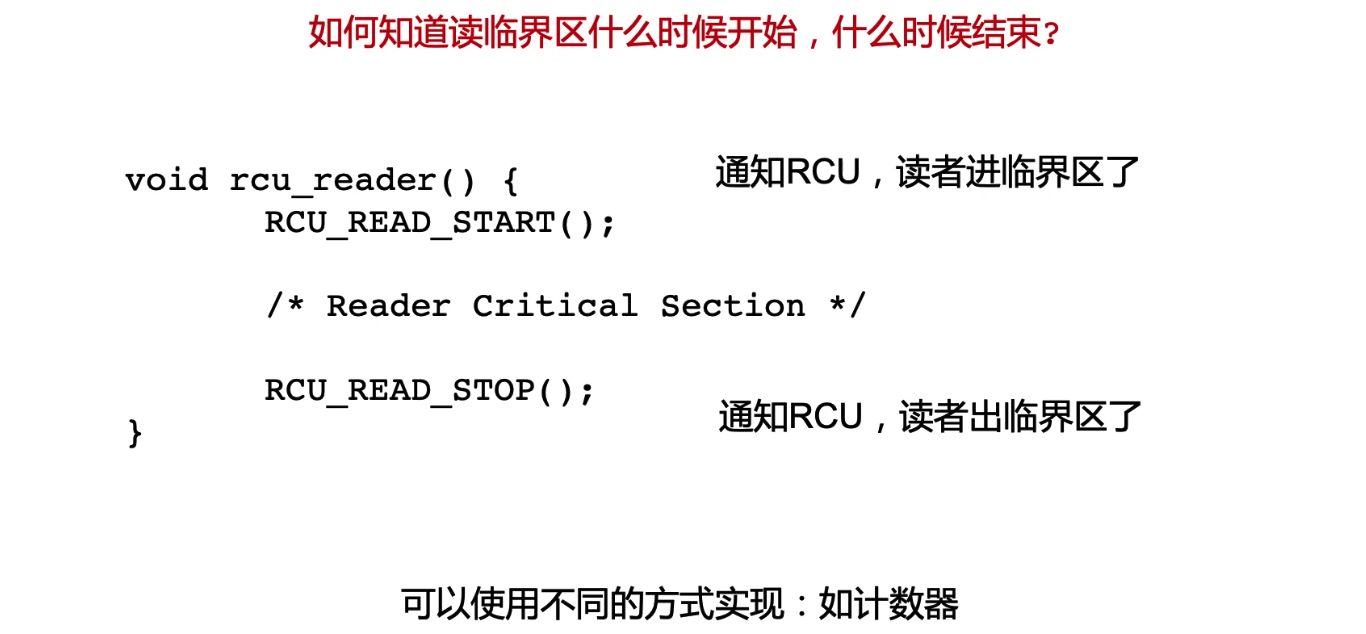 如何知道读临界区什么时候开始，什么时候结束?
void rcu_reader() {
通知RCU，读者进临界区了
RCU_READ_START();
/* Reader Critical Section */
RCU_READ_STOP();
通知RCU，读者出临界区了
}
可以使用不同的方式实现：如计数器